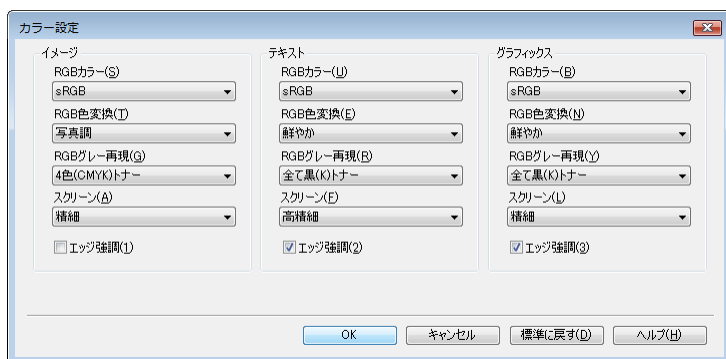 カラー設定
イメージ
RGBカラー(S)
sRGB
RGB色変換(T)
写真調
RGBグレー再現(G)
4色(CMYK)トナー
スクリーン(A)
精細
エッジ強調(1)
テキスト
RGBカラー(U)
sRGB
RGB色変換(E)
鮮やか
RGBグレー再現(R)
全て黒(K)トナー
スクリーン(F)
高精細
エッジ強調(2)
グラフィックス
RGBカラー(B)
sRGB
RGB色変換(N)
鮮やか
RGBグレー再現(Y)
全て黒(K)トナー
スクリーン(L)
精細
エッジ強調(3)
OK
キャンセル
標準に戻す(D)
ヘルプ(H)